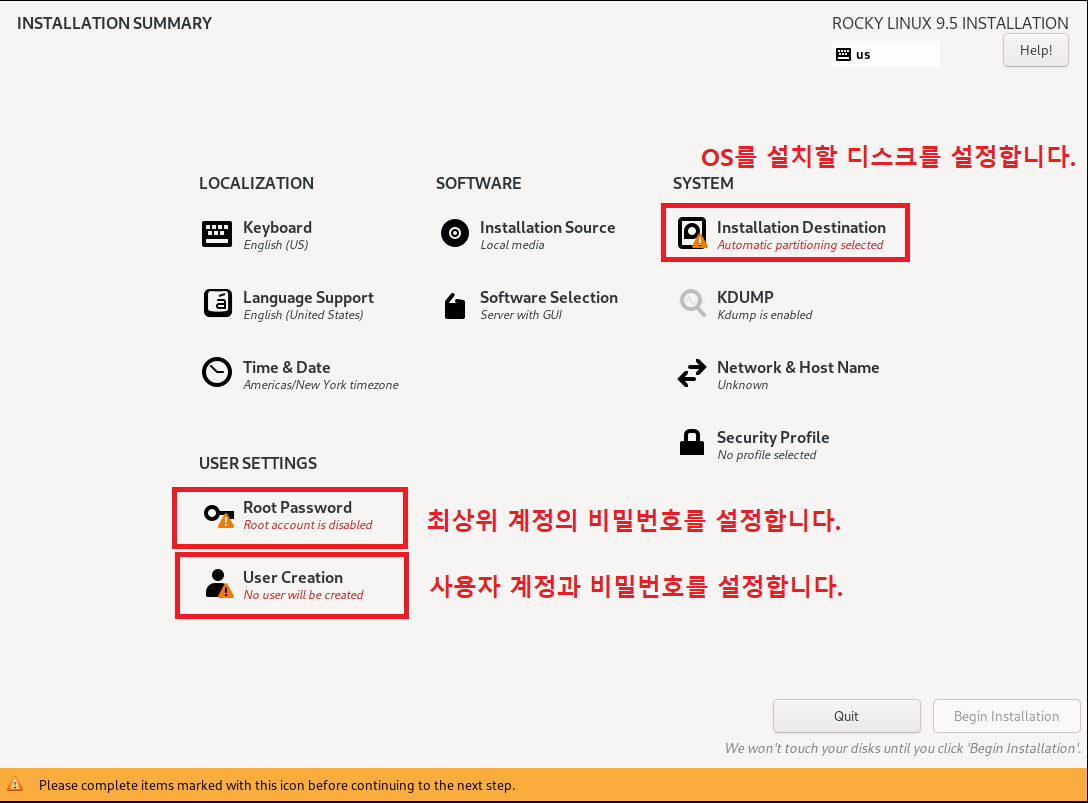 INSTALLATION SUMMARY
ROCKY LINUX 9.5 INSTALLATION
us
Help!
OS를 설치할 디스크를 설정합니다.
LOCALIZATION
Keyboard
English (US)
Language Support
English (United States)
Time & Date
Americas/New York timezone
SOFTWARE
Installation Source
Local media
Software Selection
Server with GUI
SYSTEM
Installation Destination
Automatic partitioning selected
KDUMP
Kdump is enabled
Network & Host Name
Unknown
Security Profile
No profile selected
USER SETTINGS
Root Password
Root account is disabled
최상위 계정의 비밀번호를 설정합니다.
User Creation
No user will be created
사용자 계정과 비밀번호를 설정합니다.
Quit
Begin Installation
We won't touch your disks until you click 'Begin Installation'.
Please complete items marked with this icon before continuing to the next step.